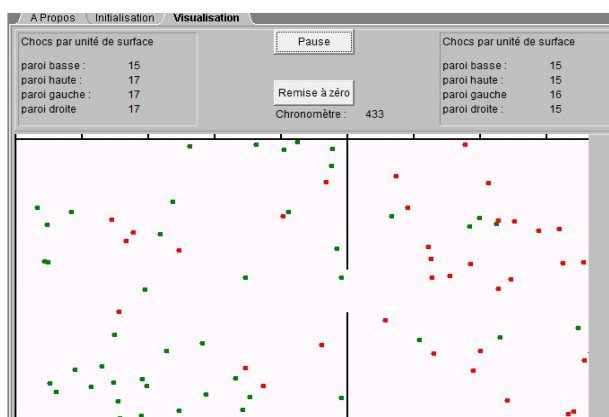 A Propos Initialisation Visualisation
Chocs par unité de surface
paroi basse : 15
paroi haute : 17
paroi gauche : 17
paroi droite 17
Pause
Remise à zéro
Chronomètre : 433
Chocs par unité de surface
paroi basse : 15
paroi haute : 15
paroi gauche 16
paroi droite : 15